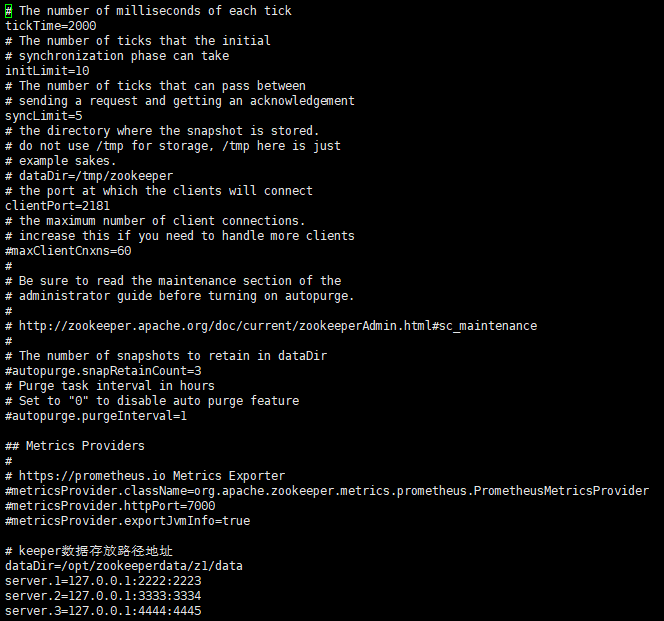 # The number of milliseconds of each tick
tickTime=2000
# The number of ticks that the initial
# synchronization phase can take
initLimit=10
# The number of ticks that can pass between
# sending a request and getting an acknowledgement
syncLimit=5
# the directory where the snapshot is stored.
# do not use /tmp for storage, /tmp here is just
# example sakes.
# dataDir=/tmp/zookeeper
# the port at which the clients will connect
clientPort=2181
# the maximum number of client connections.
# increase this if you need to handle more clients
#maxClientCnxns=60
#
# Be sure to read the maintenance section of the
# administrator guide before turning on autopurge.
#
# http://zookeeper.apache.org/doc/current/zookeeperAdmin.html#sc_maintenance
#
# The number of snapshots to retain in dataDir
#autopurge.snapRetainCount=3
# Purge task interval in hours
# Set to "0" to disable auto purge feature
#autopurge.purgeInterval=1
## Metrics Providers
#
# https://prometheus.io Metrics Exporter
#metricsProvider.className=org.apache.zookeeper.metrics.prometheus.PrometheusMetricsProvider
#metricsProvider.httpPort=7000
#metricsProvider.exportJvmInfo=true
# keeper数据存放路径地址
dataDir=/opt/zookeeperdata/z1/data
server.1=127.0.0.1:2222:2223
server.2=127.0.0.1:3333:3334
server.3=127.0.0.1:4444:4445